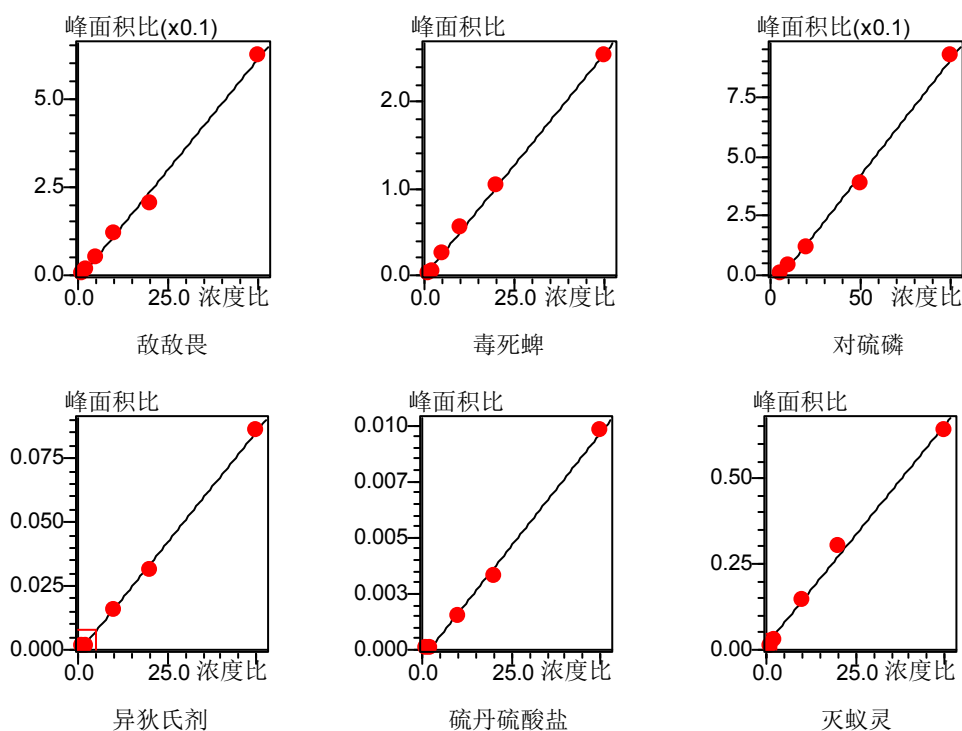 峰面积比(x0.1)
5.0
2.5
0.0
0.0 25.0 浓度比
敌敌畏
峰面积比
2.0
1.0
0.0
0.0 25.0 浓度比
毒死蜱
峰面积比(x0.1)
7.5
5.0
2.5
0.0
0 50 浓度比
对硫磷
峰面积比
0.075
0.050
0.025
0.000
0.0 25.0 浓度比
异狄氏剂
峰面积比
0.010
0.007
0.005
0.003
0.000
0.0 25.0 浓度比
硫丹硫酸盐
峰面积比
0.50
0.25
0.00
0.0 25.0 浓度比
灭蚁灵